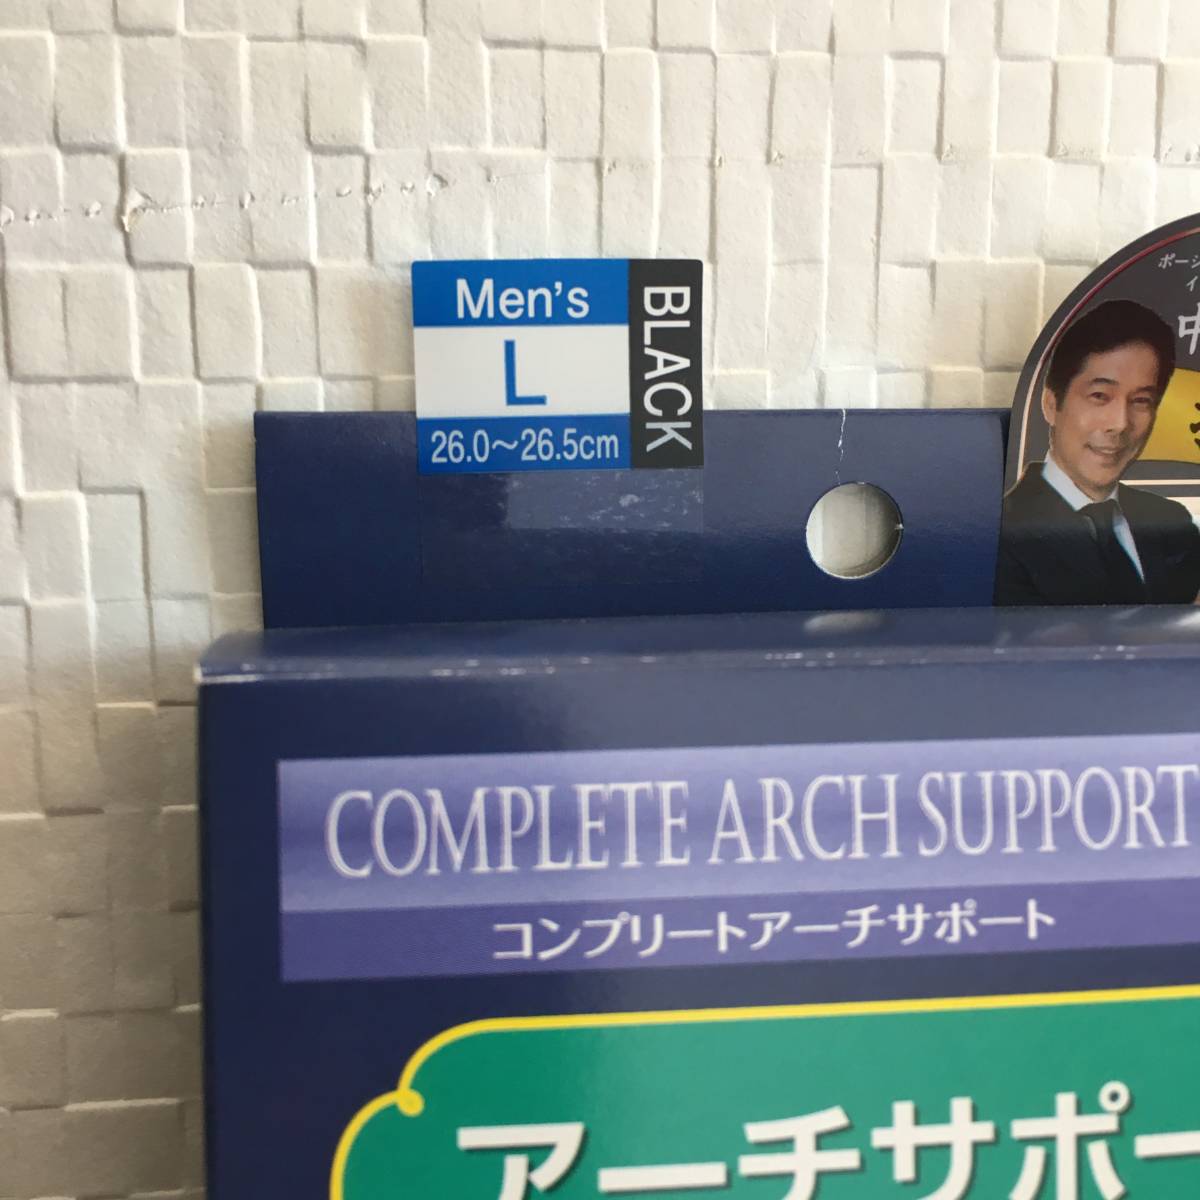 Men's
L
26.0～26.5cm
BLACK
COMPLETE ARCH SUPPORT
コンプリートアーチサポート
アーチサポー